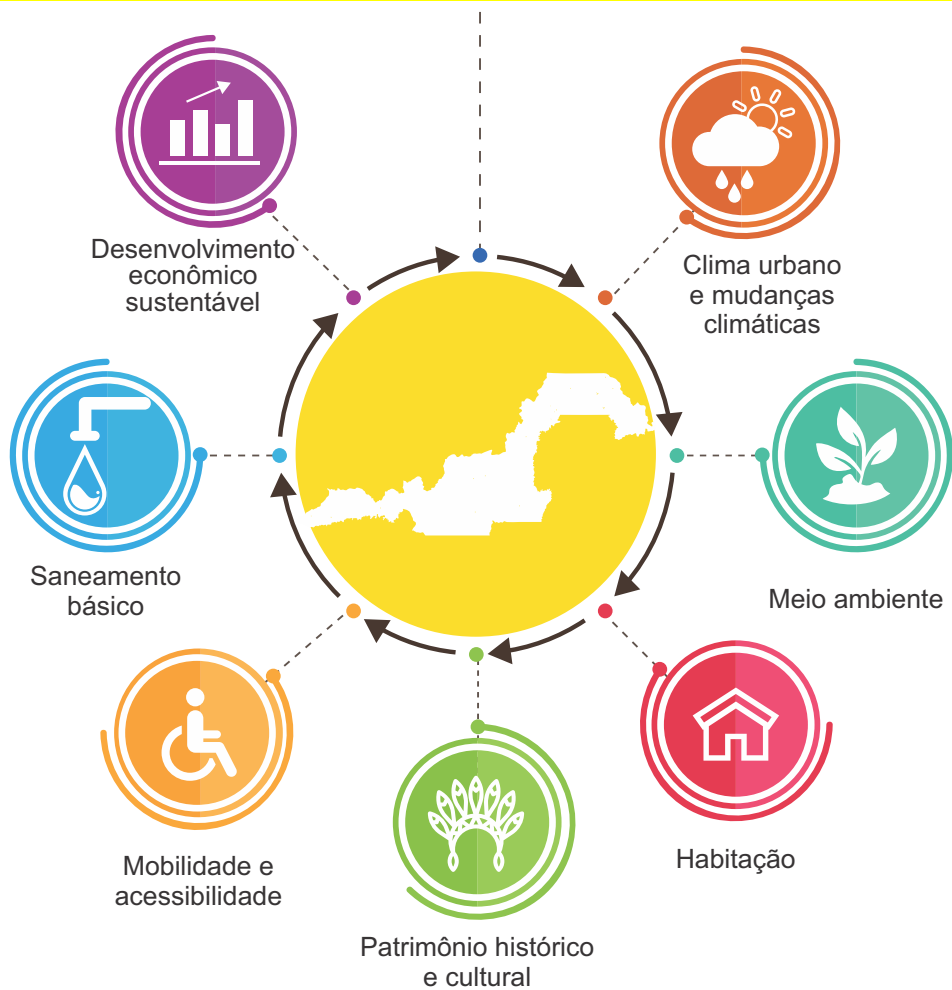 Desenvolvimento
econômico
sustentável
Clima urbano
e mudanças
climáticas
Saneamento
básico
Meio ambiente
Mobilidade e
acessibilidade
Habitação
Patrimônio histórico
e cultural